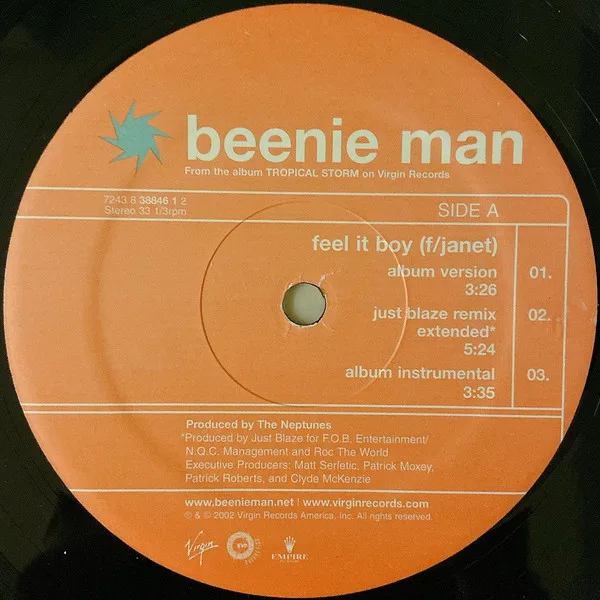 beenie man
From the album TROPICAL STORM on Virgin Records
7243 8 38846 1 2
Stereo 33 1/3rpm
SIDE A
feel it boy (f/janet)
album version 01.
3:26
just blaze remix 02.
extended*
5:24
album instrumental 03.
3:35
Produced by The Neptunes
*Produced by Just Blaze for F.O.B. Entertainment/
N.Q.C. Management and Roc The World
Executive Producers: Matt Serletic, Patrick Moxey,
Patrick Roberts, and Clyde McKenzie
www.beenieman.net | www.virginrecords.com
℗ & © 2002 Virgin Records America, Inc. All rights reserved.
Virgin
EMPIRE